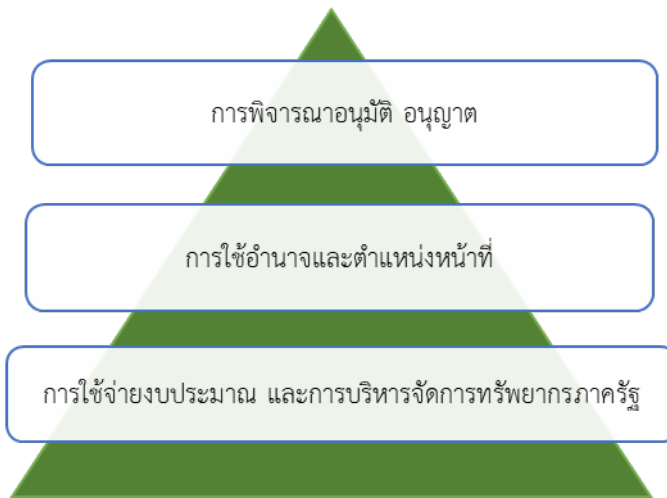 การพิจารณาอนุมัติ อนุญาต
การใช้อำนาจและตำแหน่งหน้าที่
การใช้จ่ายงบประมาณ และการบริหารจัดการทรัพยากรภาครัฐ